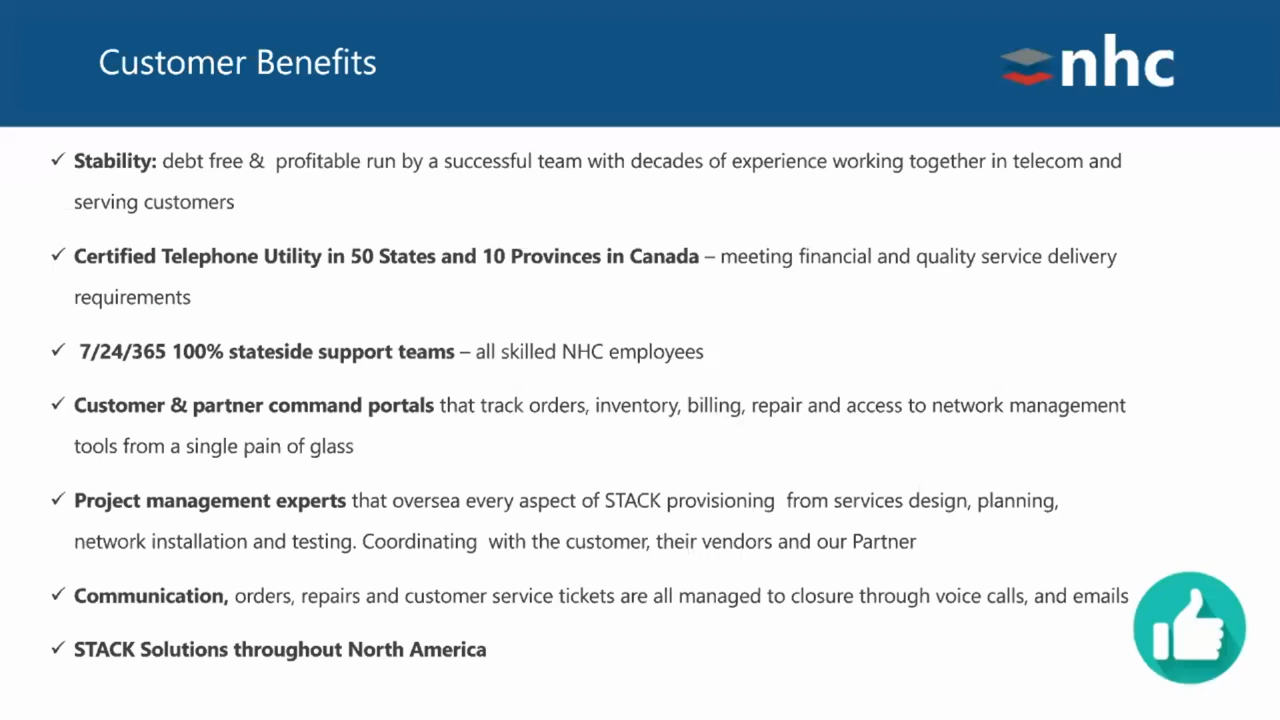 Customer Benefits
nhc
✓ Stability: debt free &  profitable run by a successful team with decades of experience working together in telecom and
serving customers
✓ Certified Telephone Utility in 50 States and 10 Provinces in Canada – meeting financial and quality service delivery
requirements
✓ 7/24/365 100% stateside support teams – all skilled NHC employees
✓ Customer & partner command portals that track orders, inventory, billing, repair and access to network management
tools from a single pain of glass
✓ Project management experts that oversea every aspect of STACK provisioning  from services design, planning,
network installation and testing. Coordinating  with the customer, their vendors and our Partner
✓ Communication, orders, repairs and customer service tickets are all managed to closure through voice calls, and emails
✓ STACK Solutions throughout North America